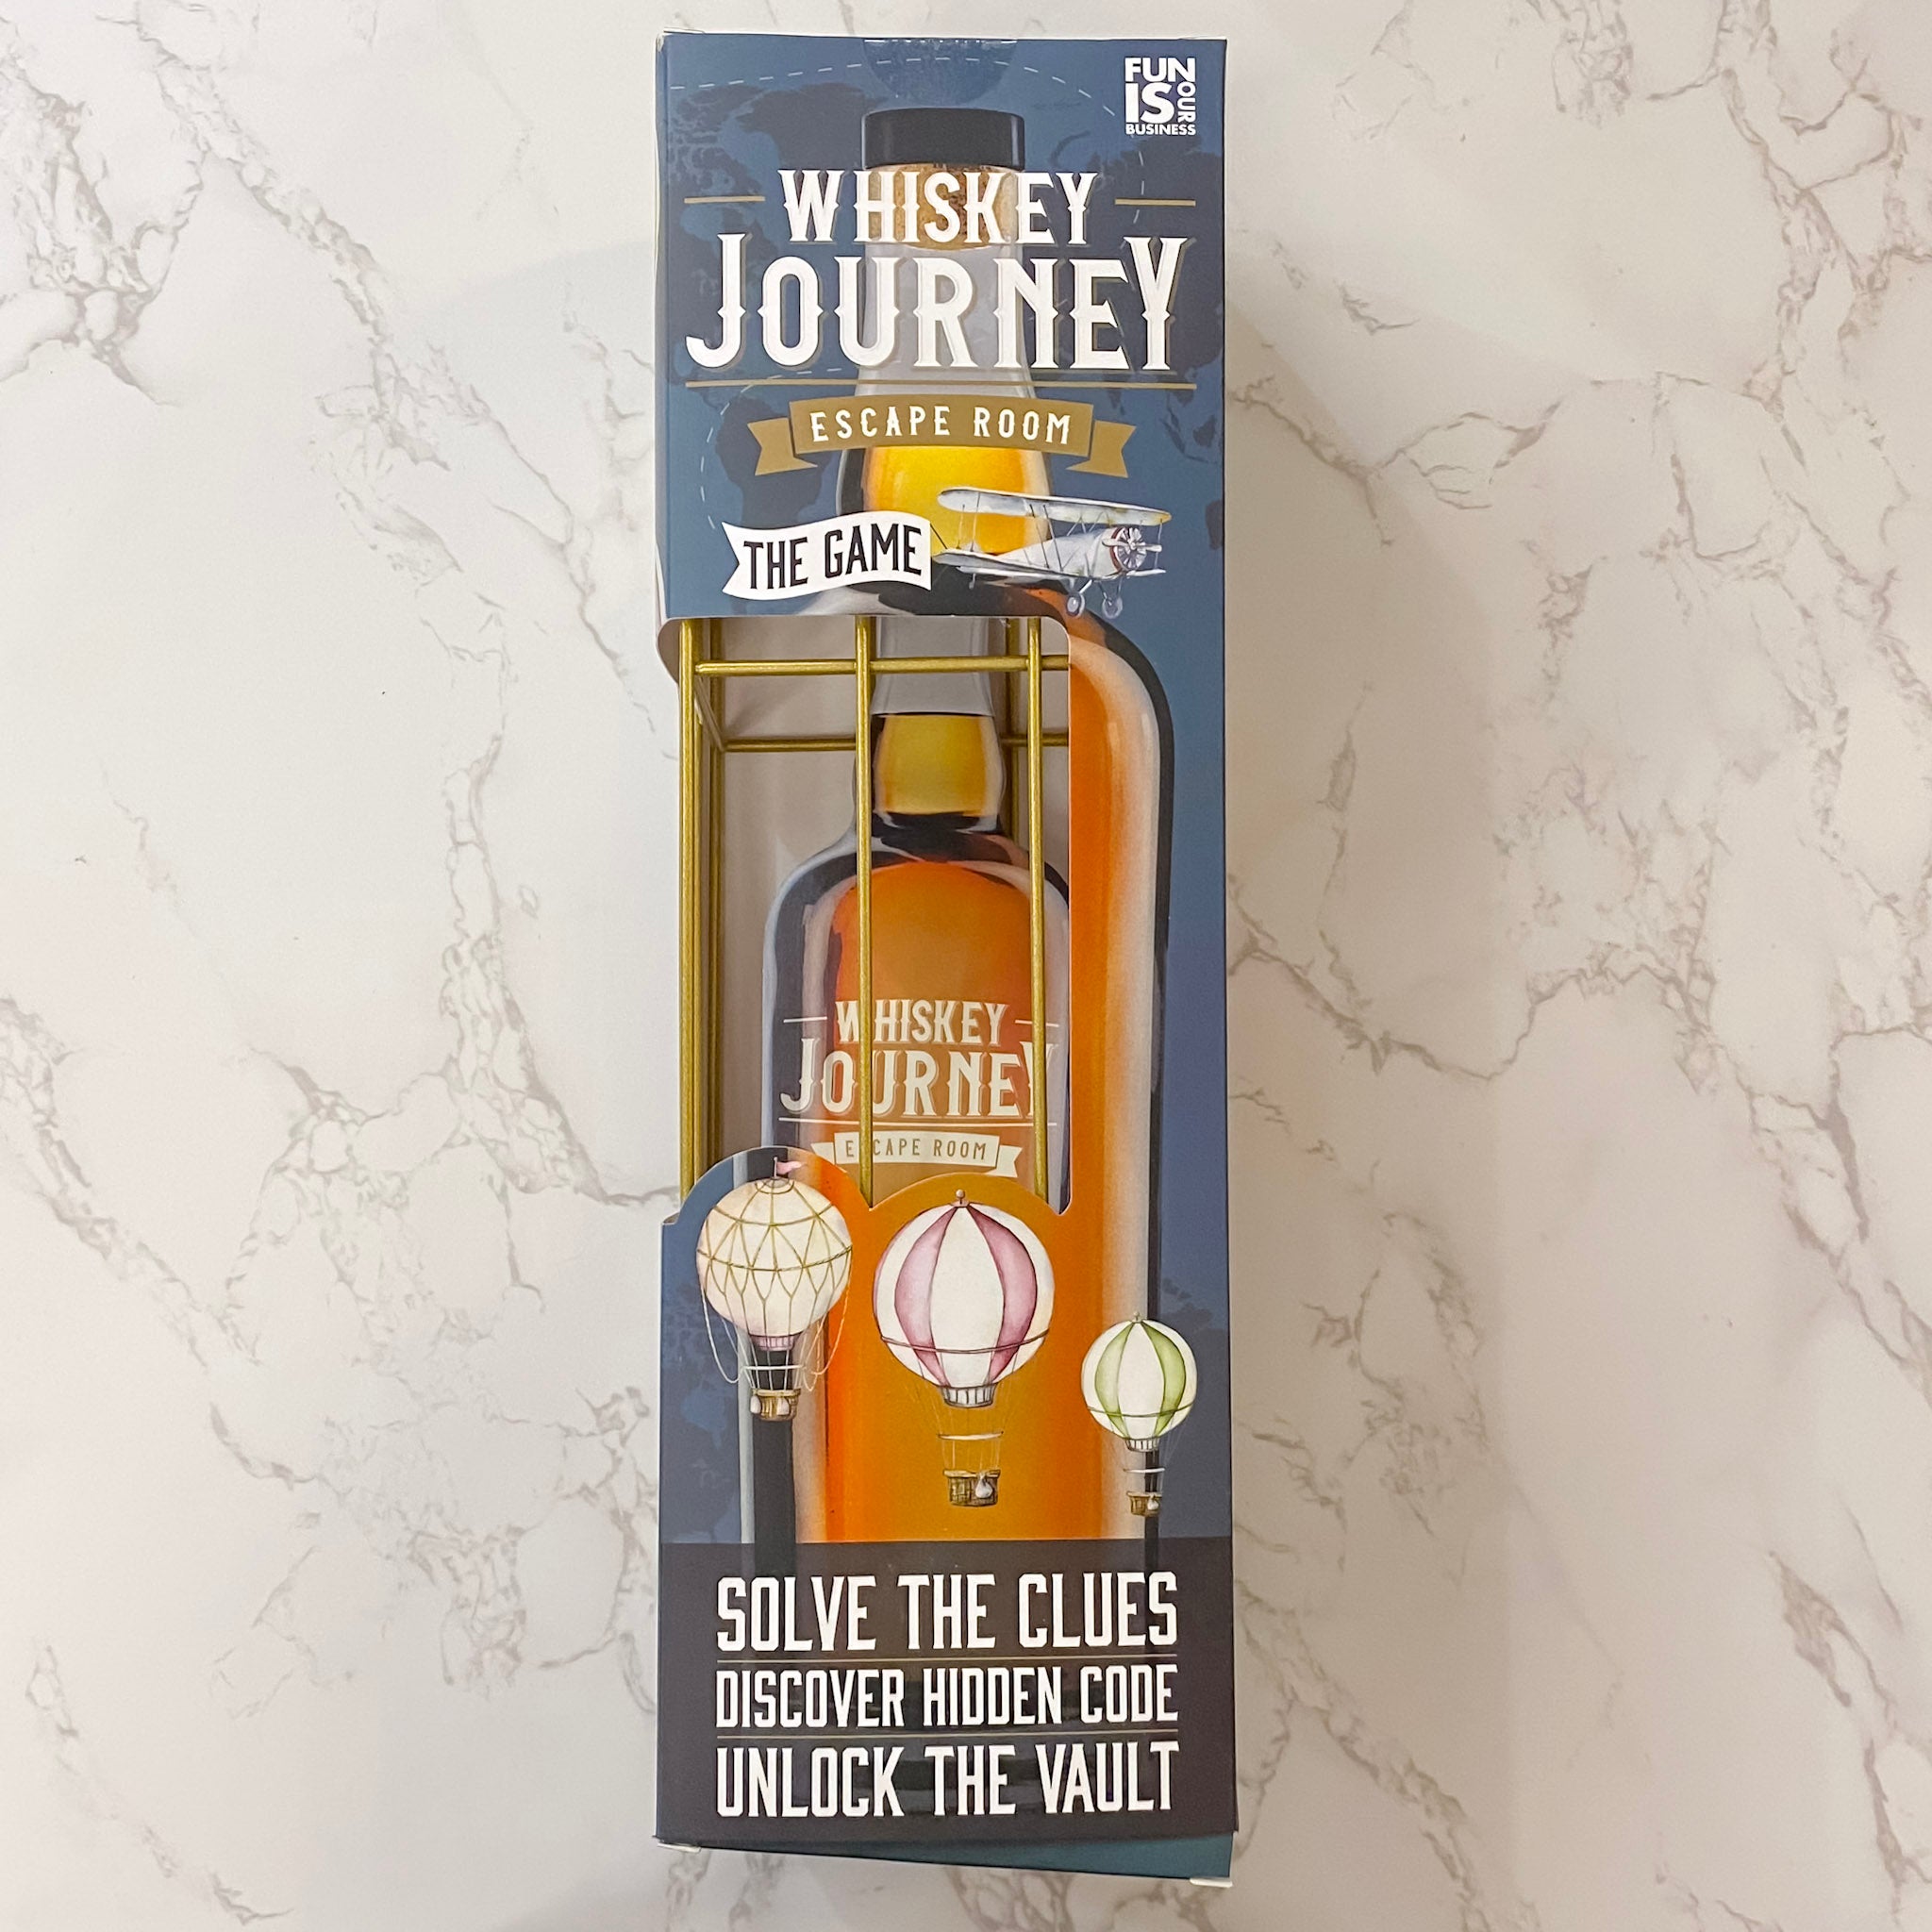 FUN
IS OUR
BUSINESS
WHISKEY
JOURNEY
ESCAPE ROOM
THE GAME
WHISKEY
JOURNEY
ESCAPE ROOM
SOLVE THE CLUES
DISCOVER HIDDEN CODE
UNLOCK THE VAULT